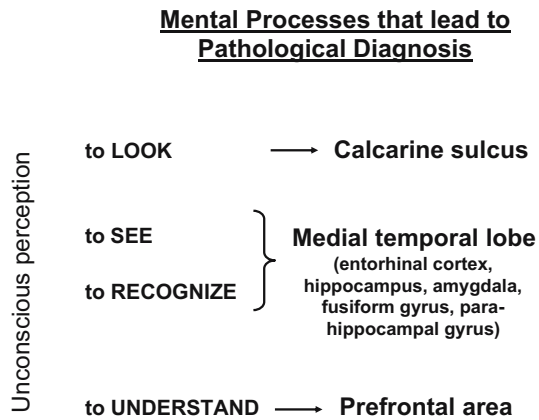 Mental Processes that lead to
Pathological Diagnosis
Unconscious perception
to LOOK
Calcarine sulcus
to SEE
to RECOGNIZE
Medial temporal lobe
(entorhinal cortex,
hippocampus, amygdala,
fusiform gyrus, para-
hippocampal gyrus)
to UNDERSTAND
Prefrontal area